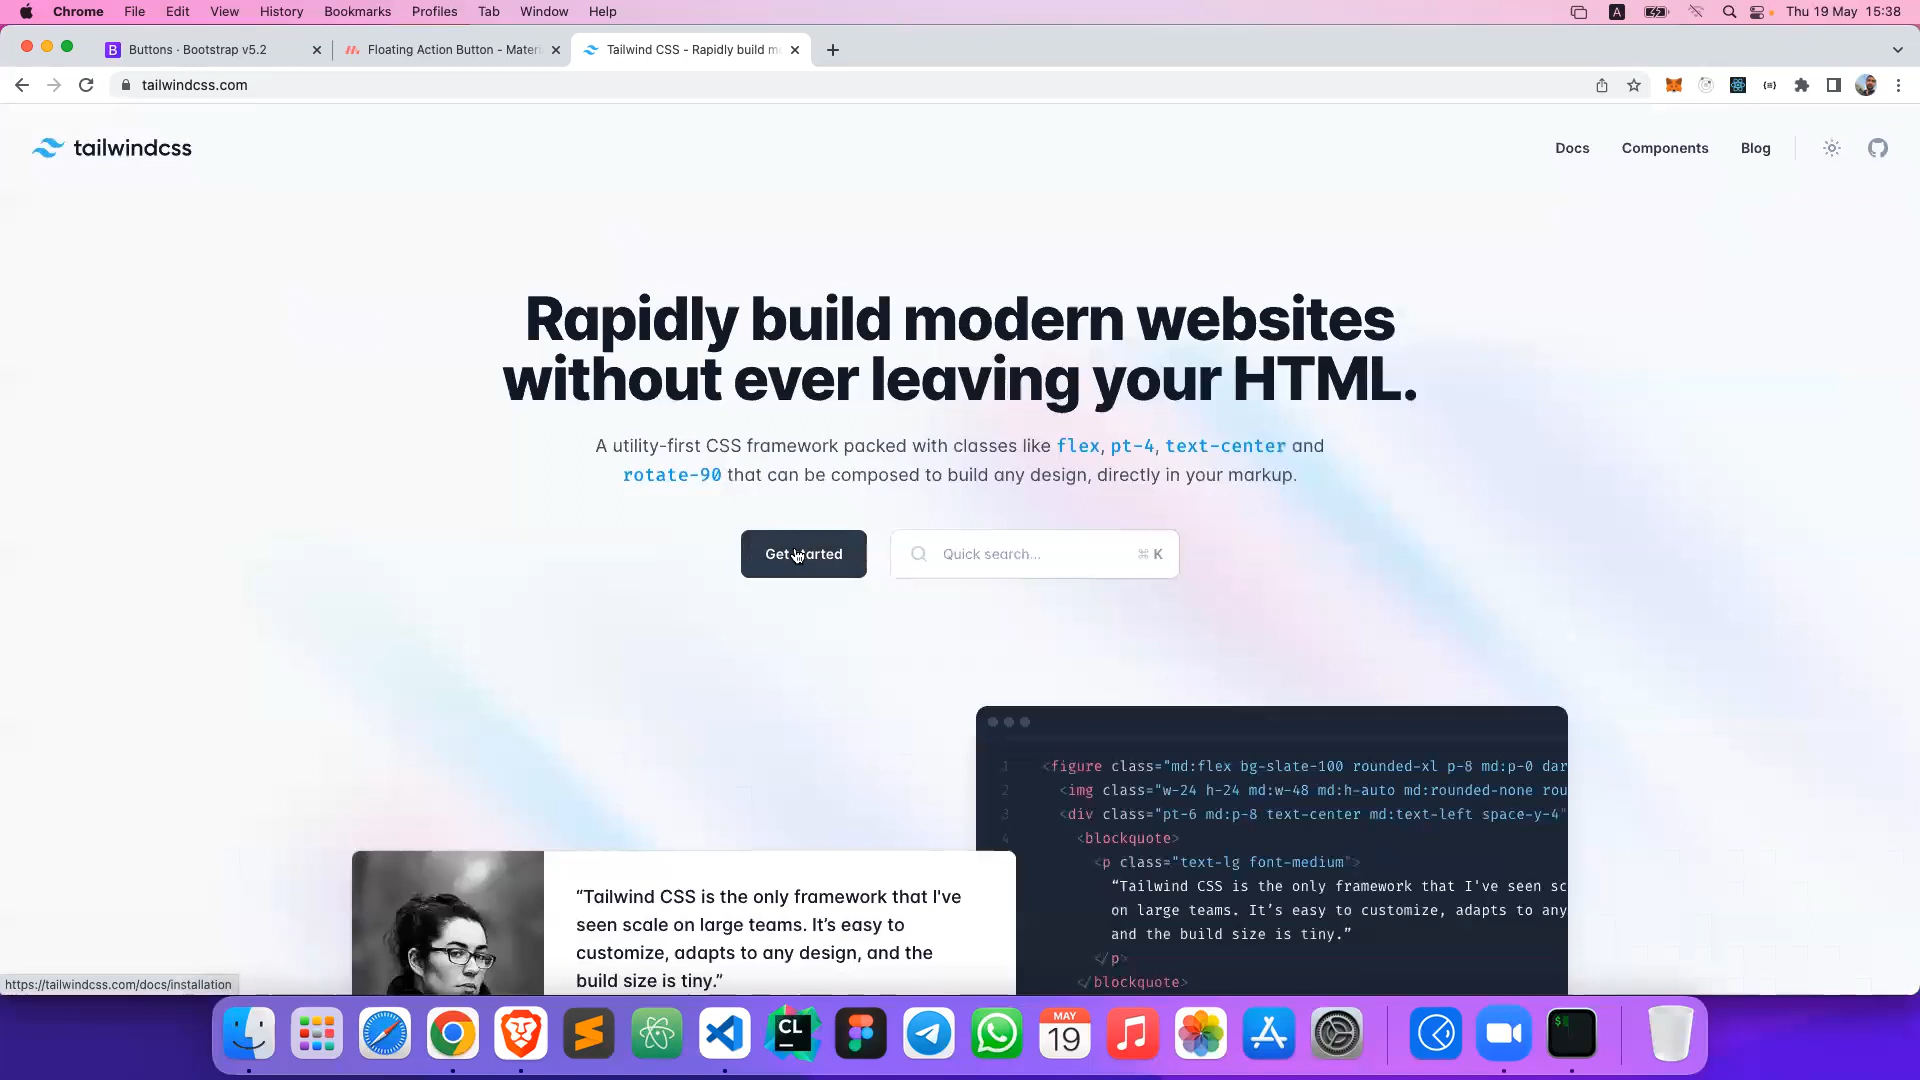 Chrome File Edit View History Bookmarks Profiles Tab Window Help A Thu 19 May 15:38
B Buttons · Bootstrap v5.2 Floating Action Button - Materi Tailwind CSS - Rapidly build m
tailwindcss.com
tailwindcss Docs Components Blog
Rapidly build modern websites
without ever leaving your HTML.
A utility-first CSS framework packed with classes like flex, pt-4, text-center and
rotate-90 that can be composed to build any design, directly in your markup.
Get started Quick search... ⌘ K
1 <figure class="md:flex bg-slate-100 rounded-xl p-8 md:p-0 dar
2 <img class="w-24 h-24 md:w-48 md:h-auto md:rounded-none rou
3 <div class="pt-6 md:p-8 text-center md:text-left space-y-4"
4 <blockquote>
<p class="text-lg font-medium">
“Tailwind CSS is the only framework that I've seen sc
on large teams. It’s easy to customize, adapts to any
and the build size is tiny.”
</p>
</blockquote>
“Tailwind CSS is the only framework that I've
seen scale on large teams. It’s easy to
customize, adapts to any design, and the
build size is tiny.”
https://tailwindcss.com/docs/installation
CL MAY
19